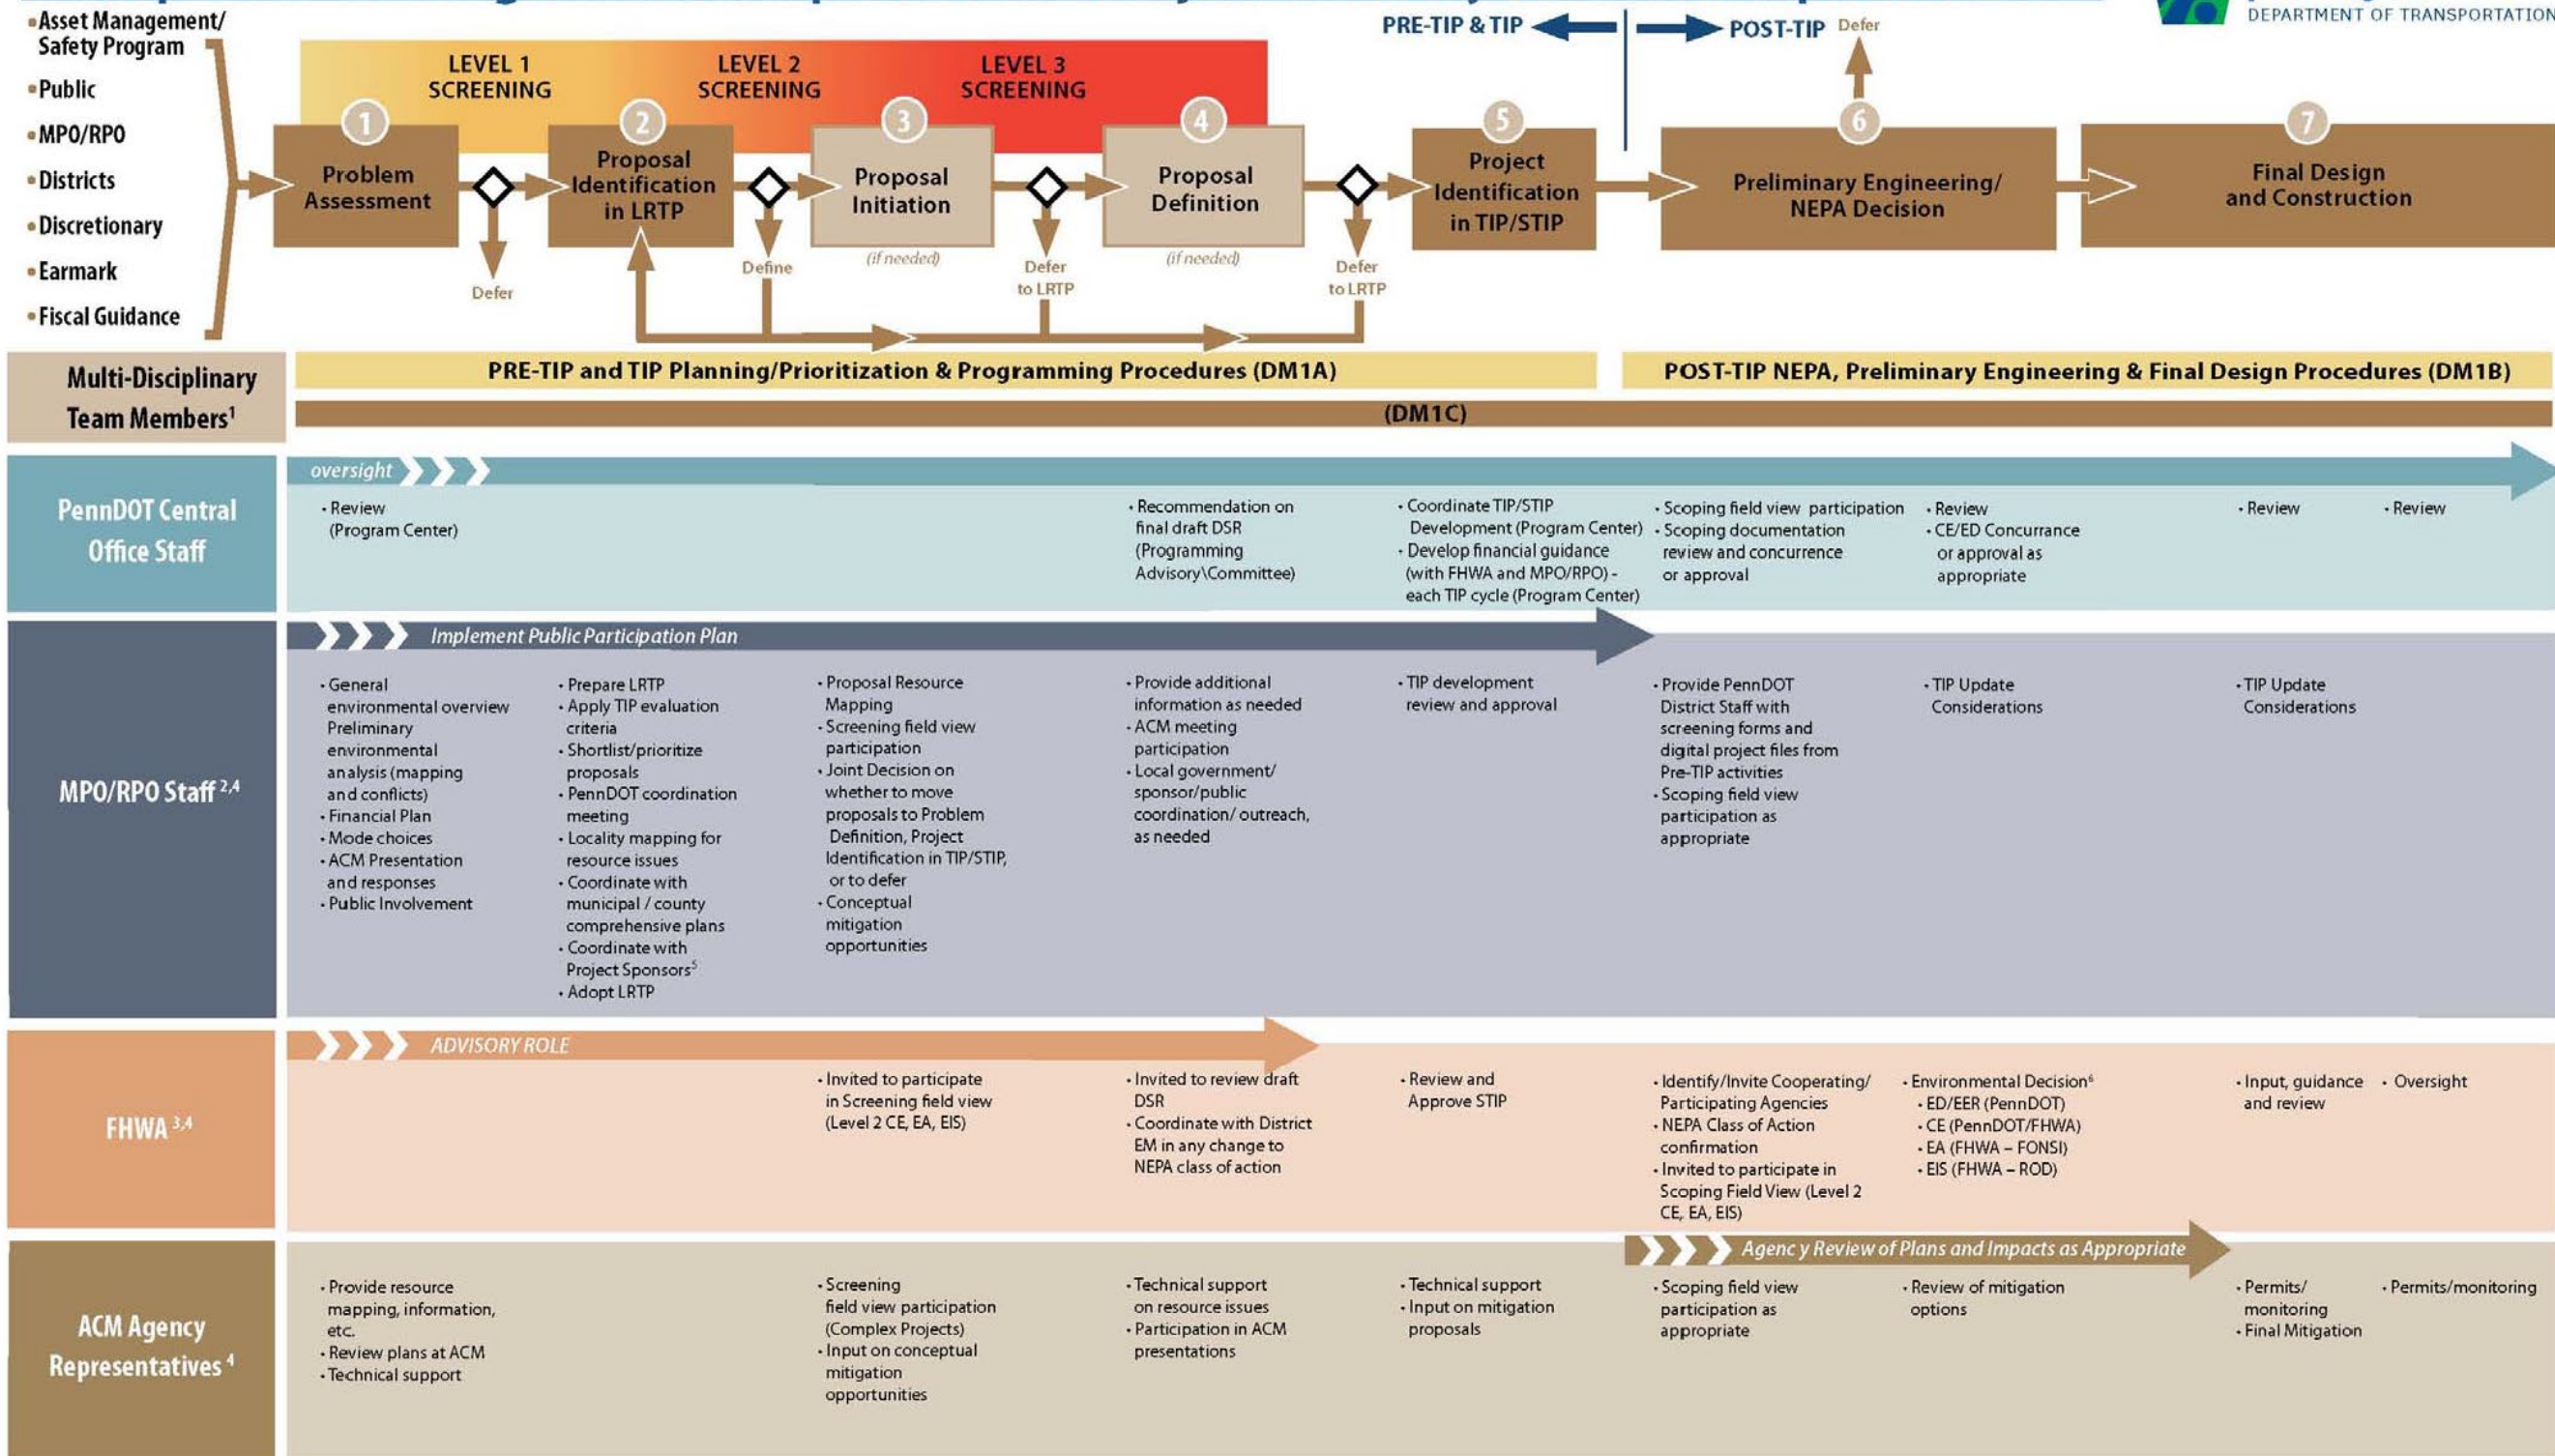 •Asset Management/
Safety Program
•Public
•MPO/RPO
•Districts
•Discretionary
•Earmark
•Fiscal Guidance
PRE-TIP & TIP
POST-TIP
Defer
DEPARTMENT OF TRANSPORTATION
LEVEL 1
SCREENING
LEVEL 2
SCREENING
LEVEL 3
SCREENING
1
Problem
Assessment
2
Proposal
Identification
in LRTP
3
Proposal
Initiation
(if needed)
4
Proposal
Definition
(if needed)
5
Project
Identification
in TIP/STIP
6
Preliminary Engineering/
NEPA Decision
7
Final Design
and Construction
Defer
Define
Defer
to LRTP
Defer
to LRTP
Multi-Disciplinary
Team Members1
PRE-TIP and TIP Planning/Prioritization & Programming Procedures (DM1A)
POST-TIP NEPA, Preliminary Engineering & Final Design Procedures (DM1B)
(DM1C)
PennDOT Central
Office Staff
oversight
• Review
(Program Center)
• Recommendation on
final draft DSR
(Programming
Advisory\Committee)
• Coordinate TIP/STIP
Development (Program Center)
• Develop financial guidance
(with FHWA and MPO/RPO) -
each TIP cycle (Program Center)
• Scoping field view participation
• Scoping documentation
review and concurrence
or approval
• Review
• CE/ED Concurrance
or approval as
appropriate
• Review
• Review
MPO/RPO Staff 2,4
Implement Public Participation Plan
• General
environmental overview
Preliminary
environmental
analysis (mapping
and conflicts)
• Financial Plan
• Mode choices
• ACM Presentation
and responses
• Public Involvement
• Prepare LRTP
• Apply TIP evaluation
criteria
• Shortlist/prioritize
proposals
• PennDOT coordination
meeting
• Locality mapping for
resource issues
• Coordinate with
municipal / county
comprehensive plans
• Coordinate with
Project Sponsors5
• Adopt LRTP
• Proposal Resource
Mapping
• Screening field view
participation
• Joint Decision on
whether to move
proposals to Problem
Definition, Project
Identification in TIP/STIP,
or to defer
• Conceptual
mitigation
opportunities
• Provide additional
information as needed
• ACM meeting
participation
• Local government/
sponsor/public
coordination/ outreach,
as needed
• TIP development
review and approval
• Provide PennDOT
District Staff with
screening forms and
digital project files from
Pre-TIP activities
• Scoping field view
participation as
appropriate
• TIP Update
Considerations
• TIP Update
Considerations
FHWA 3,4
ADVISORY ROLE
• Invited to participate
in Screening field view
(Level 2 CE, EA, EIS)
• Invited to review draft
DSR
• Coordinate with District
EM in any change to
NEPA class of action
• Review and
Approve STIP
• Identify/Invite Cooperating/
Participating Agencies
• NEPA Class of Action
confirmation
• Invited to participate in
Scoping Field View (Level 2
CE, EA, EIS)
• Environmental Decision6
• ED/EER (PennDOT)
• CE (PennDOT/FHWA)
• EA (FHWA – FONSI)
• EIS (FHWA – ROD)
• Input, guidance
and review
• Oversight
ACM Agency
Representatives 4
Agency Review of Plans and Impacts as Appropriate
• Provide resource
mapping, information,
etc.
• Review plans at ACM
• Technical support
• Screening
field view participation
(Complex Projects)
• Input on conceptual
mitigation
opportunities
• Technical support
on resource issues
• Participation in ACM
presentations
• Technical support
• Input on mitigation
proposals
• Scoping field view
participation as
appropriate
• Review of mitigation
options
• Permits/
monitoring
• Final Mitigation
• Permits/monitoring